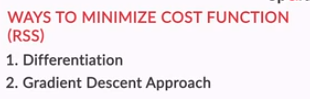 WAYS TO MINIMIZE COST FUNCTION
(RSS)
1. Differentiation
2. Gradient Descent Approach